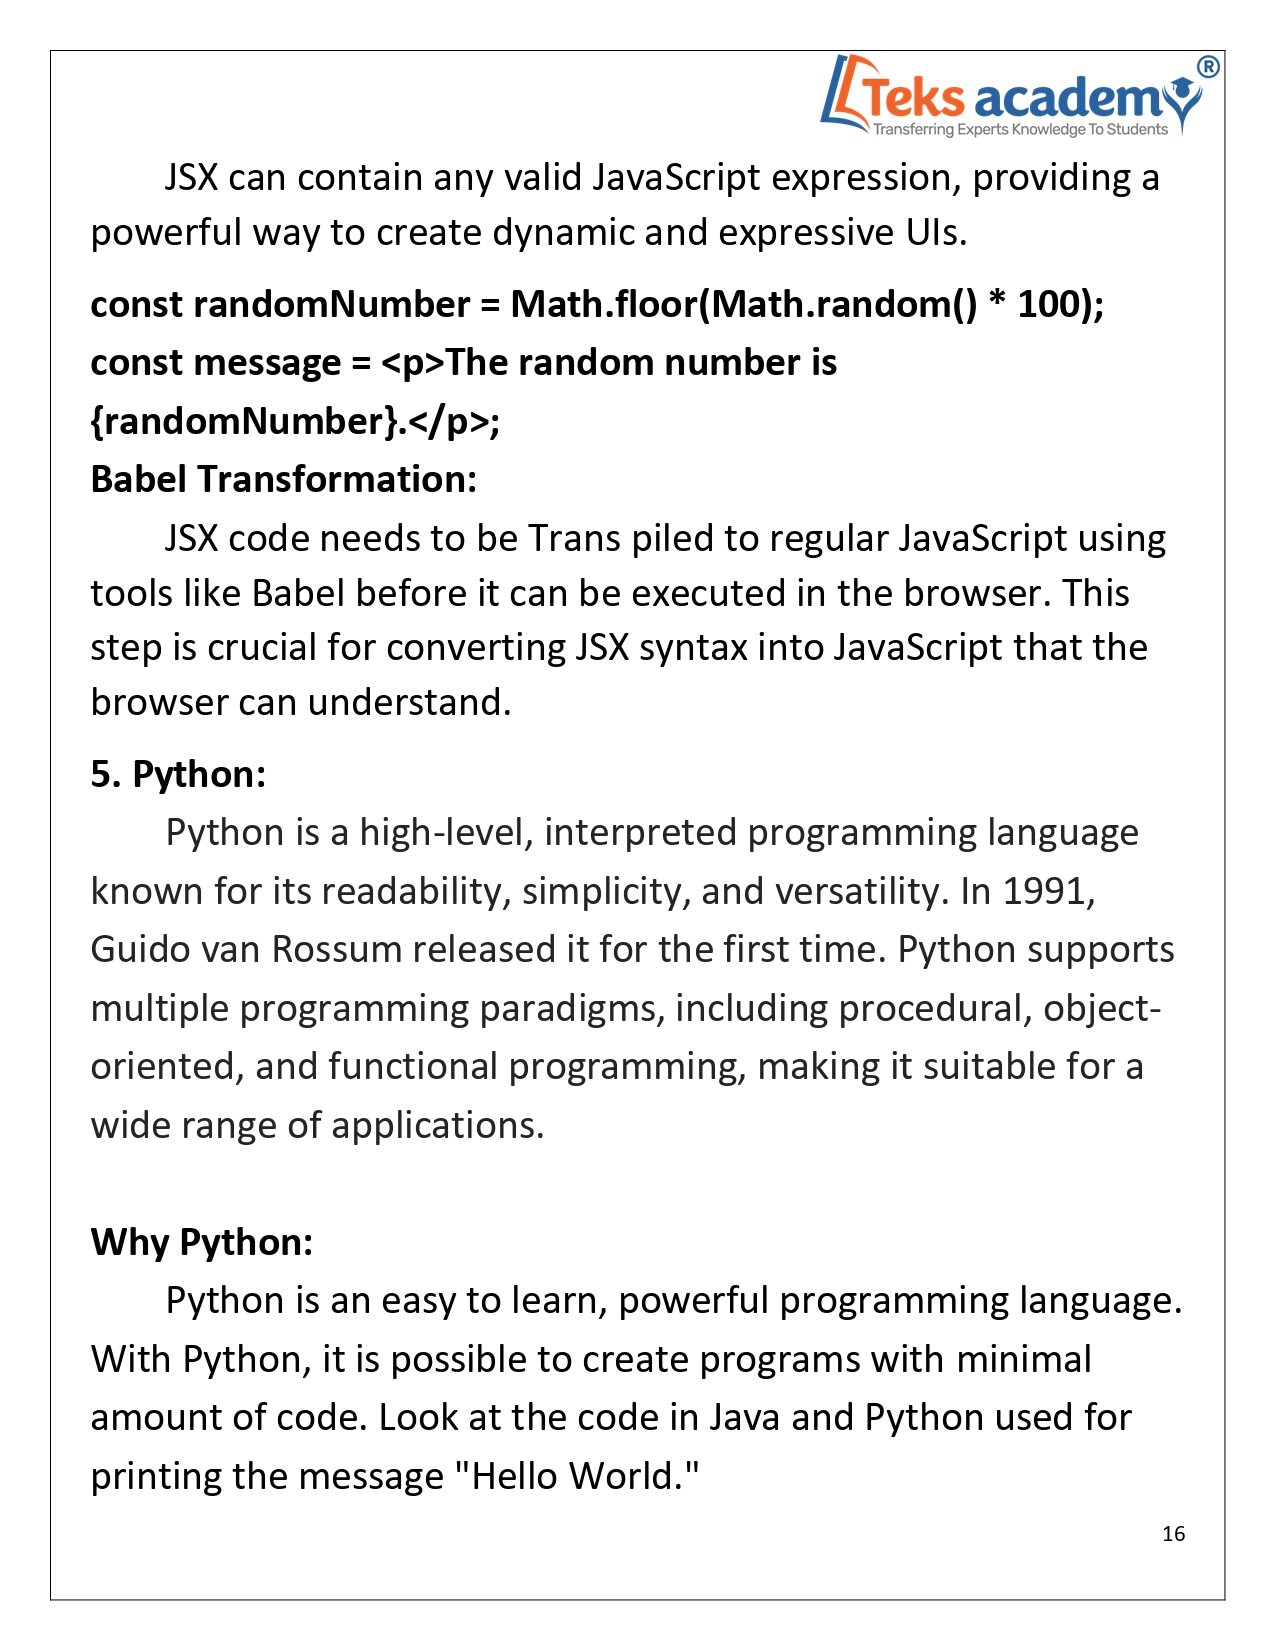 Teks academy ®
Transferring Experts Knowledge To Students
JSX can contain any valid JavaScript expression, providing a
powerful way to create dynamic and expressive UIs.
const randomNumber = Math.floor(Math.random() * 100);
const message = <p>The random number is
{randomNumber}.</p>;
Babel Transformation:
JSX code needs to be Trans piled to regular JavaScript using
tools like Babel before it can be executed in the browser. This
step is crucial for converting JSX syntax into JavaScript that the
browser can understand.
5. Python:
Python is a high-level, interpreted programming language
known for its readability, simplicity, and versatility. In 1991,
Guido van Rossum released it for the first time. Python supports
multiple programming paradigms, including procedural, object-
oriented, and functional programming, making it suitable for a
wide range of applications.
Why Python:
Python is an easy to learn, powerful programming language.
With Python, it is possible to create programs with minimal
amount of code. Look at the code in Java and Python used for
printing the message "Hello World."
16